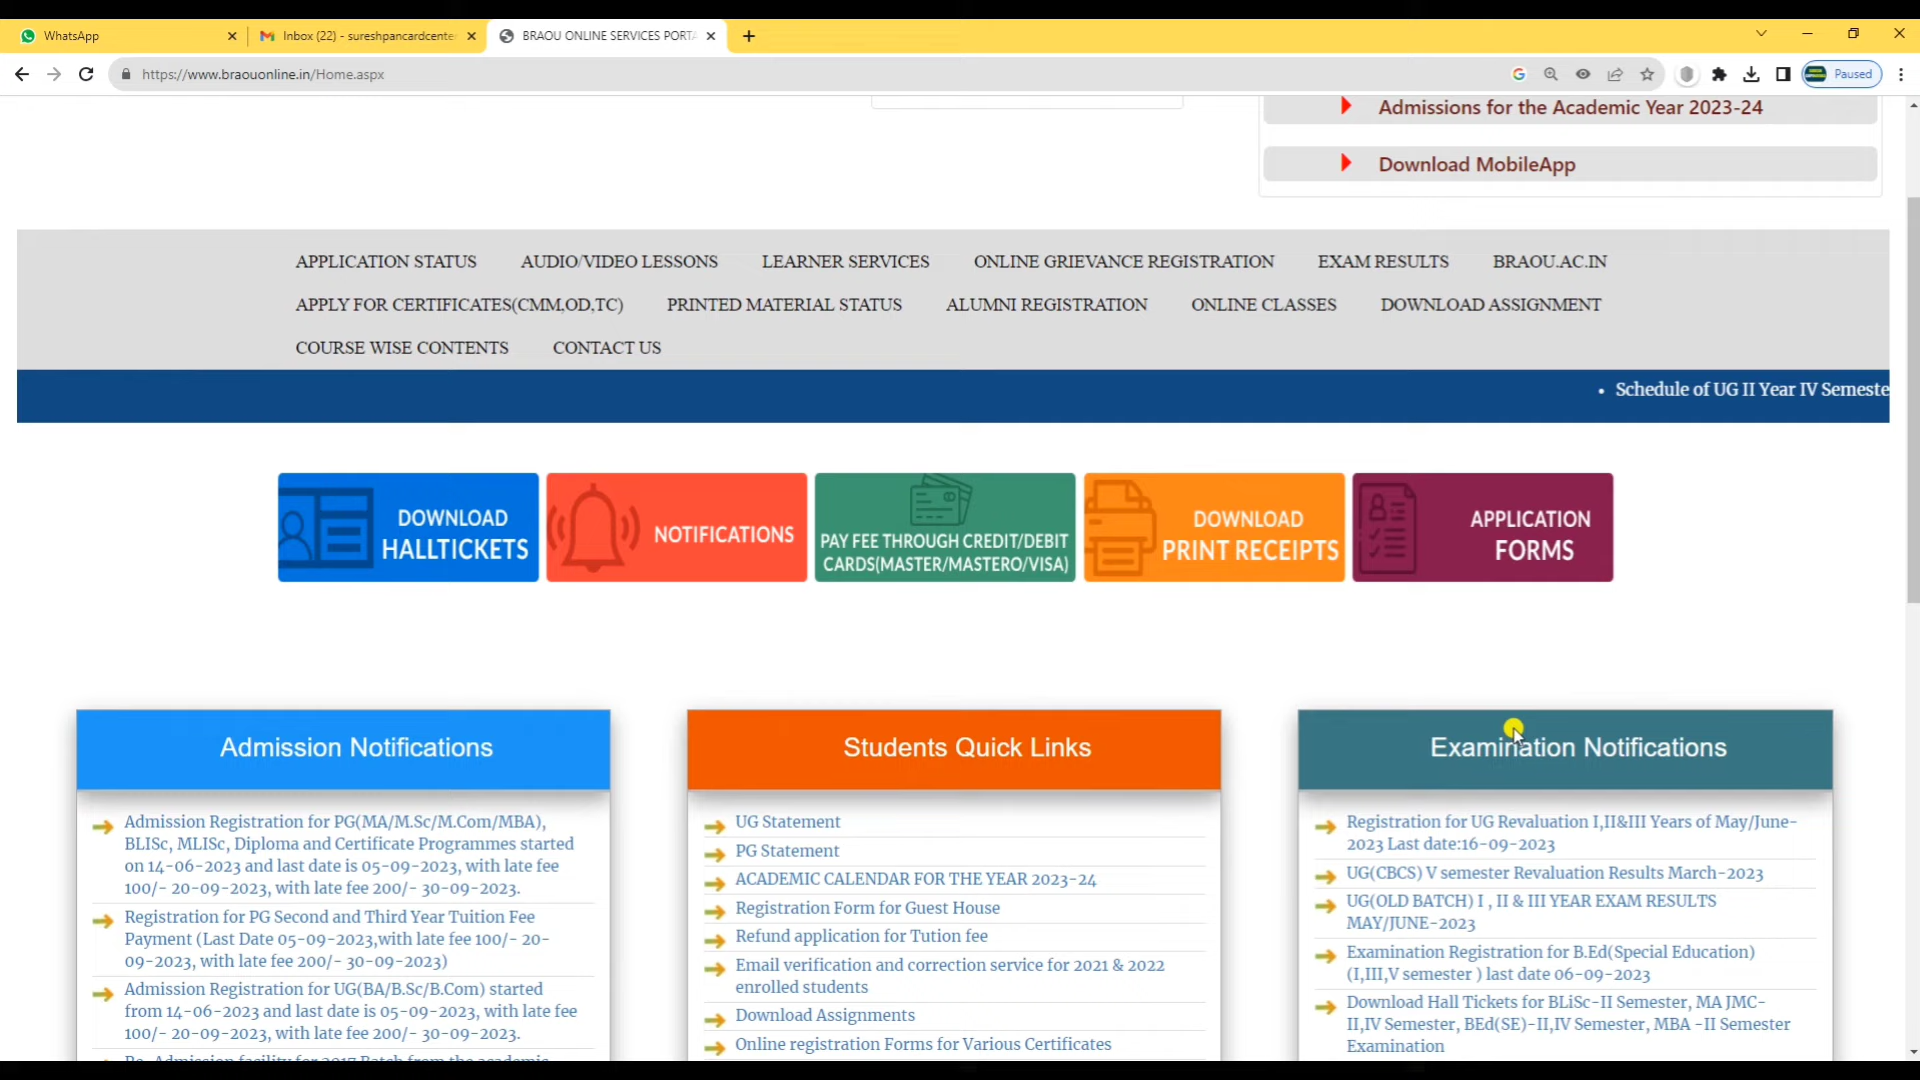 WhatsApp
Inbox (22) - sureshpancardcente
BRAOU ONLINE SERVICES PORTA
https://www.braouonline.in/Home.aspx
Paused
Admissions for the Academic Year 2023-24
Download MobileApp
APPLICATION STATUS AUDIO/VIDEO LESSONS LEARNER SERVICES ONLINE GRIEVANCE REGISTRATION EXAM RESULTS BRAOU.AC.IN
APPLY FOR CERTIFICATES(CMM,OD,TC) PRINTED MATERIAL STATUS ALUMNI REGISTRATION ONLINE CLASSES DOWNLOAD ASSIGNMENT
COURSE WISE CONTENTS CONTACT US
• Schedule of UG II Year IV Semeste
DOWNLOAD
HALLTICKETS
NOTIFICATIONS
PAY FEE THROUGH CREDIT/DEBIT
CARDS(MASTER/MASTERO/VISA)
DOWNLOAD
PRINT RECEIPTS
APPLICATION
FORMS
Admission Notifications
Admission Registration for PG(MA/M.Sc/M.Com/MBA),
BLISc, MLISc, Diploma and Certificate Programmes started
on 14-06-2023 and last date is 05-09-2023, with late fee
100/- 20-09-2023, with late fee 200/- 30-09-2023.
Registration for PG Second and Third Year Tuition Fee
Payment (Last Date 05-09-2023,with late fee 100/- 20-
09-2023, with late fee 200/- 30-09-2023)
Admission Registration for UG(BA/B.Sc/B.Com) started
from 14-06-2023 and last date is 05-09-2023, with late fee
100/- 20-09-2023, with late fee 200/- 30-09-2023.
Re-Admission facility for 2017 Batch from the academic
Students Quick Links
UG Statement
PG Statement
ACADEMIC CALENDAR FOR THE YEAR 2023-24
Registration Form for Guest House
Refund application for Tution fee
Email verification and correction service for 2021 & 2022
enrolled students
Download Assignments
Online registration Forms for Various Certificates
Examination Notifications
Registration for UG Revaluation I,II&III Years of May/June-
2023 Last date:16-09-2023
UG(CBCS) V semester Revaluation Results March-2023
UG(OLD BATCH) I , II & III YEAR EXAM RESULTS
MAY/JUNE-2023
Examination Registration for B.Ed(Special Education)
(I,III,V semester ) last date 06-09-2023
Download Hall Tickets for BLiSc-II Semester, MA JMC-
II,IV Semester, BEd(SE)-II,IV Semester, MBA -II Semester
Examination